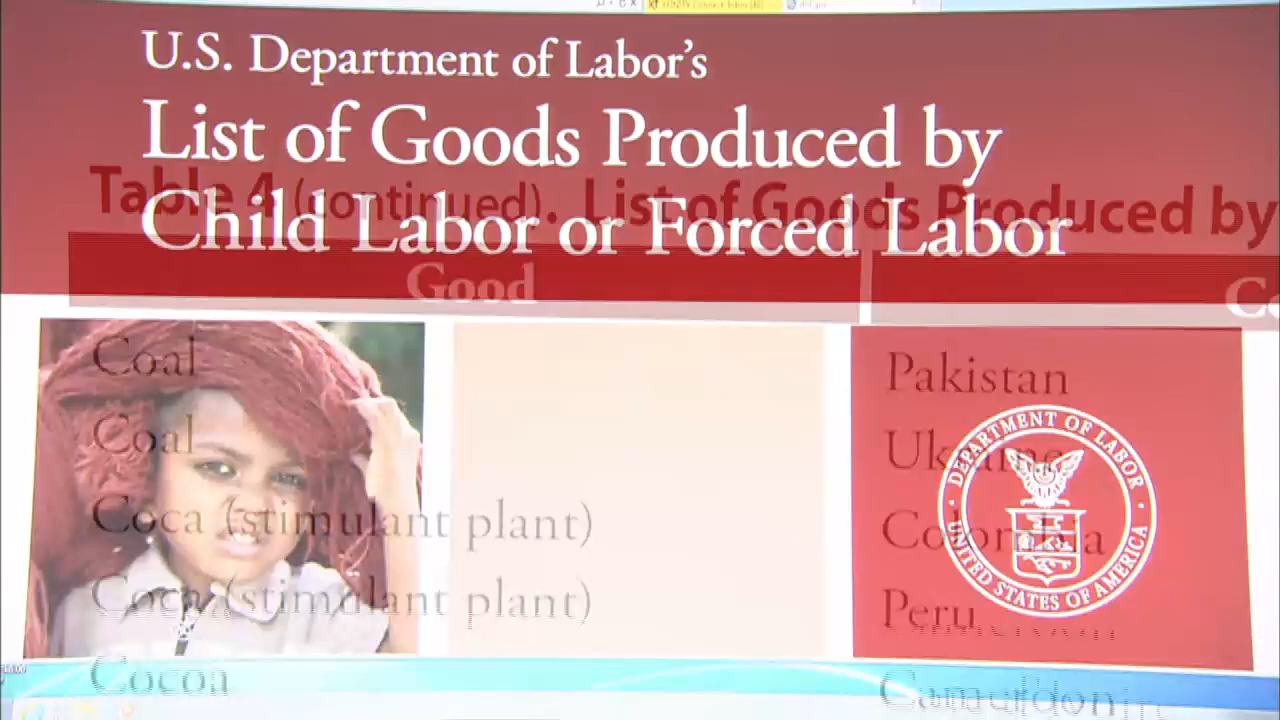 U.S. Department of Labor's
List of Goods Produced by
Table 4 (continued). List of Goods Produced by
Child Labor or Forced Labor
Good
Coal Pakistan
Coal Ukraine
Coca (stimulant plant) Colombia
Coca (stimulant plant) Peru
Cocoa
DEPARTMENT OF LABOR
UNITED STATES OF AMERICA